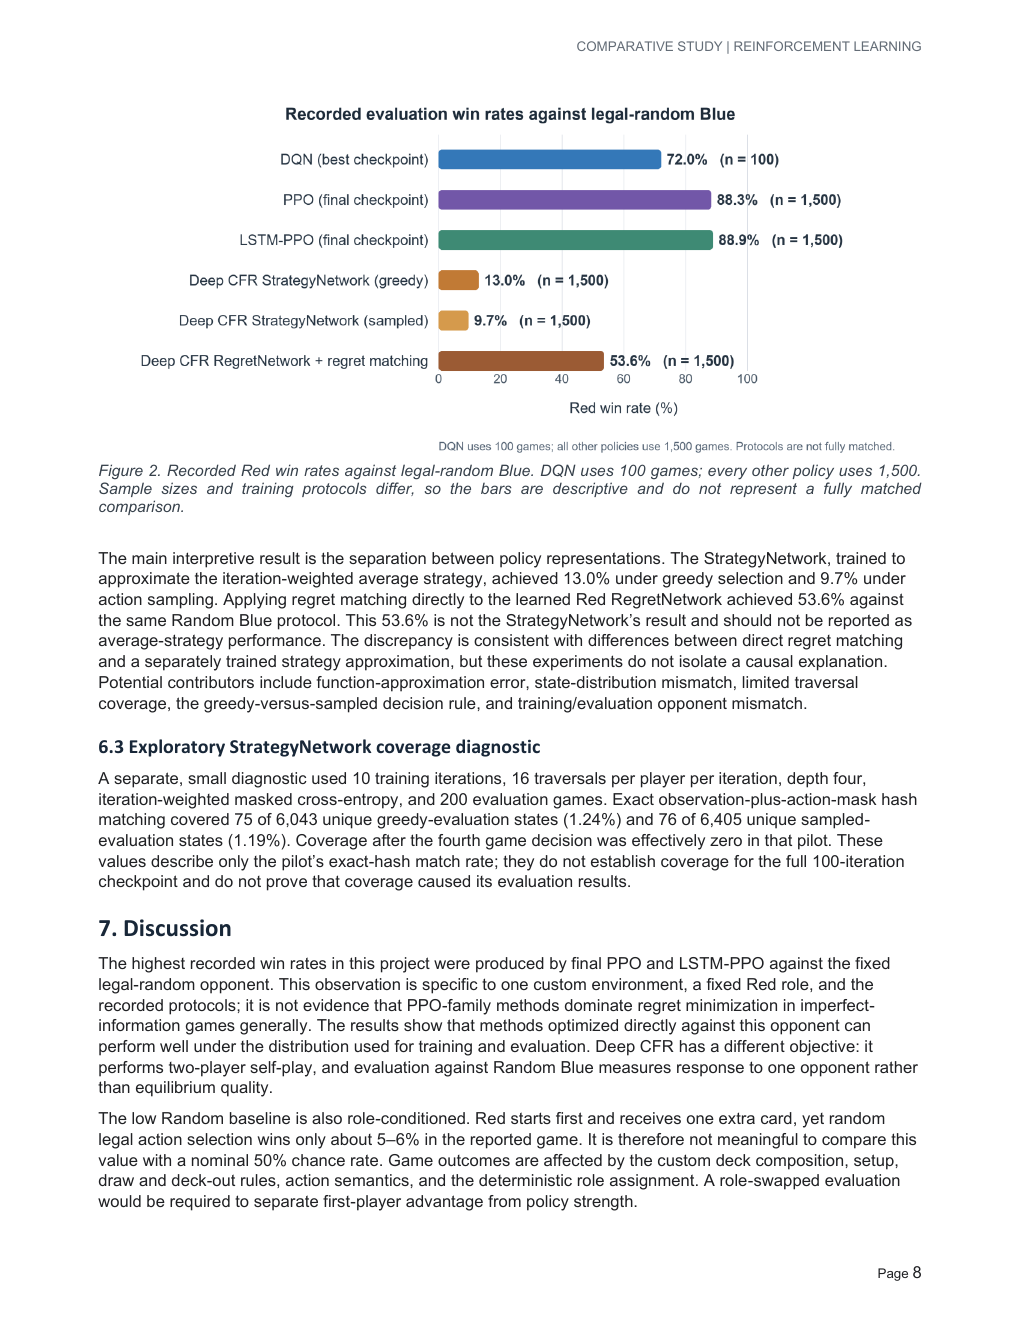 COMPARATIVE STUDY | REINFORCEMENT LEARNING
Recorded evaluation win rates against legal-random Blue
DQN (best checkpoint) 72.0% (n = 100)
PPO (final checkpoint) 88.3% (n = 1,500)
LSTM-PPO (final checkpoint) 88.9% (n = 1,500)
Deep CFR StrategyNetwork (greedy) 13.0% (n = 1,500)
Deep CFR StrategyNetwork (sampled) 9.7% (n = 1,500)
Deep CFR RegretNetwork + regret matching 53.6% (n = 1,500)
0 20 40 60 80 100
Red win rate (%)
DQN uses 100 games; all other policies use 1,500 games. Protocols are not fully matched.
Figure 2. Recorded Red win rates against legal-random Blue. DQN uses 100 games; every other policy uses 1,500.
Sample sizes and training protocols differ, so the bars are descriptive and do not represent a fully matched
comparison.
The main interpretive result is the separation between policy representations. The StrategyNetwork, trained to
approximate the iteration-weighted average strategy, achieved 13.0% under greedy selection and 9.7% under
action sampling. Applying regret matching directly to the learned Red RegretNetwork achieved 53.6% against
the same Random Blue protocol. This 53.6% is not the StrategyNetwork's result and should not be reported as
average-strategy performance. The discrepancy is consistent with differences between direct regret matching
and a separately trained strategy approximation, but these experiments do not isolate a causal explanation.
Potential contributors include function-approximation error, state-distribution mismatch, limited traversal
coverage, the greedy-versus-sampled decision rule, and training/evaluation opponent mismatch.
6.3 Exploratory StrategyNetwork coverage diagnostic
A separate, small diagnostic used 10 training iterations, 16 traversals per player per iteration, depth four,
iteration-weighted masked cross-entropy, and 200 evaluation games. Exact observation-plus-action-mask hash
matching covered 75 of 6,043 unique greedy-evaluation states (1.24%) and 76 of 6,405 unique sampled-
evaluation states (1.19%). Coverage after the fourth game decision was effectively zero in that pilot. These
values describe only the pilot's exact-hash match rate; they do not establish coverage for the full 100-iteration
checkpoint and do not prove that coverage caused its evaluation results.
7. Discussion
The highest recorded win rates in this project were produced by final PPO and LSTM-PPO against the fixed
legal-random opponent. This observation is specific to one custom environment, a fixed Red role, and the
recorded protocols; it is not evidence that PPO-family methods dominate regret minimization in imperfect-
information games generally. The results show that methods optimized directly against this opponent can
perform well under the distribution used for training and evaluation. Deep CFR has a different objective: it
performs two-player self-play, and evaluation against Random Blue measures response to one opponent rather
than equilibrium quality.
The low Random baseline is also role-conditioned. Red starts first and receives one extra card, yet random
legal action selection wins only about 5–6% in the reported game. It is therefore not meaningful to compare this
value with a nominal 50% chance rate. Game outcomes are affected by the custom deck composition, setup,
draw and deck-out rules, action semantics, and the deterministic role assignment. A role-swapped evaluation
would be required to separate first-player advantage from policy strength.
Page 8